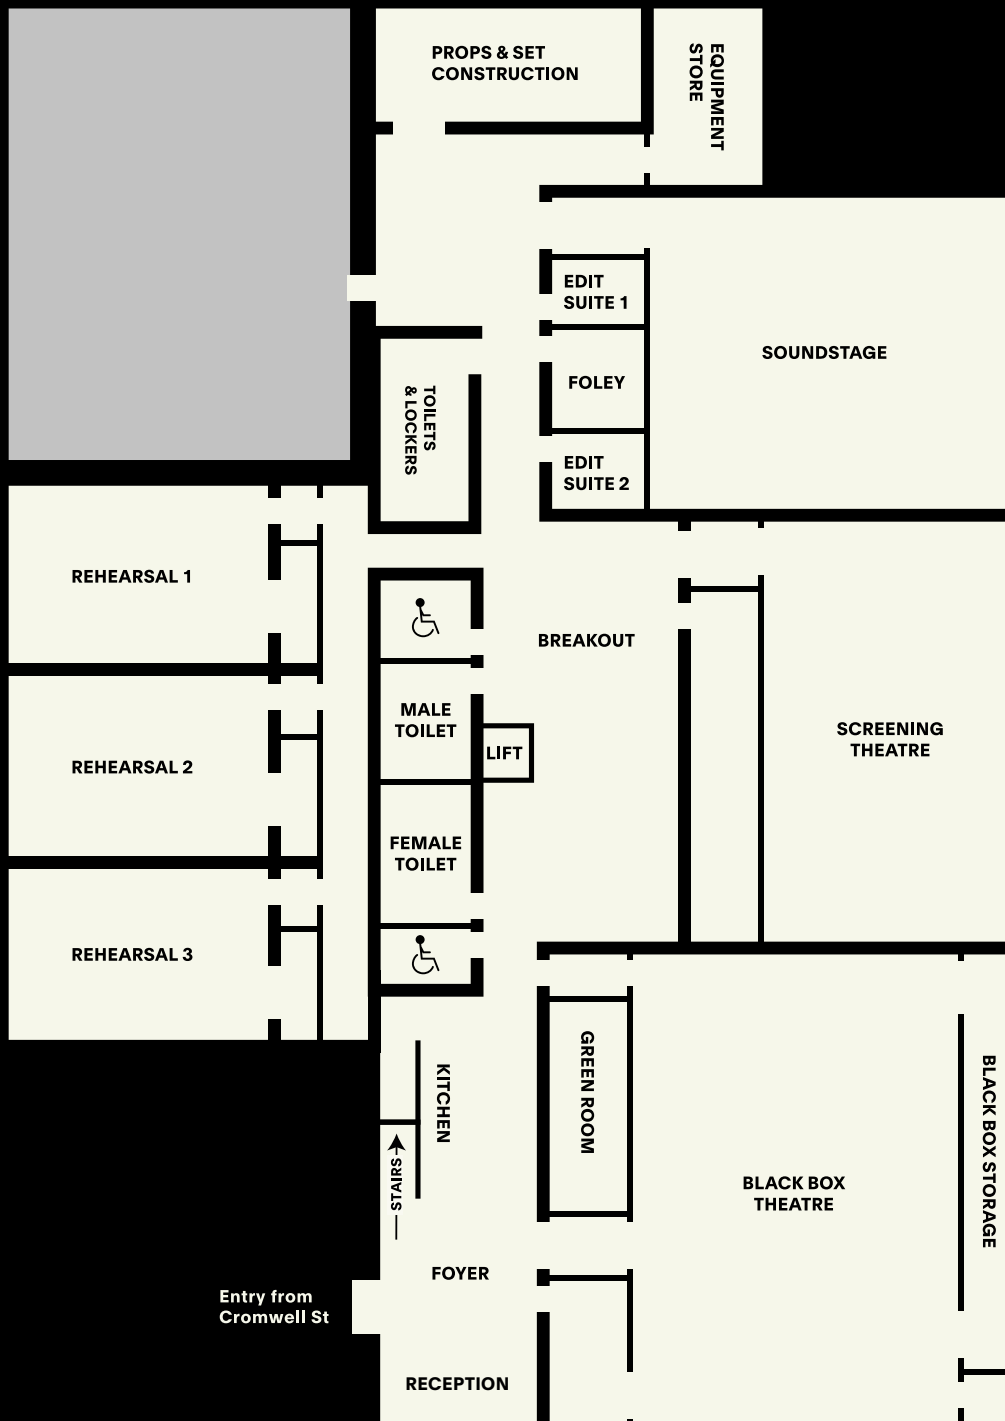 PROPS & SET
CONSTRUCTION
EQUIPMENT
STORE
EDIT
SUITE 1
SOUNDSTAGE
FOLEY
TOILETS
& LOCKERS
EDIT
SUITE 2
REHEARSAL 1
BREAKOUT
MALE
TOILET
SCREENING
THEATRE
LIFT
REHEARSAL 2
FEMALE
TOILET
REHEARSAL 3
GREEN ROOM
KITCHEN
BLACK BOX STORAGE
STAIRS
BLACK BOX
THEATRE
FOYER
Entry from
Cromwell St
RECEPTION